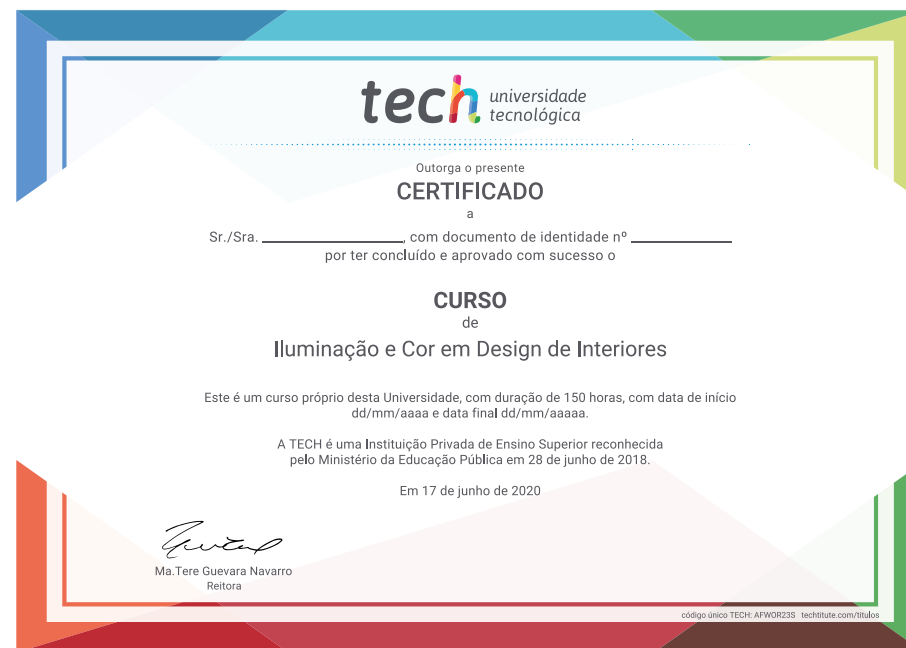 tech universidade
tecnológica
Outorga o presente
CERTIFICADO
a
Sr./Sra. ____________, com documento de identidade nº ____________
por ter concluído e aprovado com sucesso o
CURSO
de
Iluminação e Cor em Design de Interiores
Este é um curso próprio desta Universidade, com duração de 150 horas, com data de início
dd/mm/aaaa e data final dd/mm/aaaaa.
A TECH é uma Instituição Privada de Ensino Superior reconhecida
pelo Ministério da Educação Pública em 28 de junho de 2018.
Em 17 de junho de 2020
Ma.Tere Guevara Navarro
Reitora
código único TECH: AFWOR23S techtitute.com/titulos